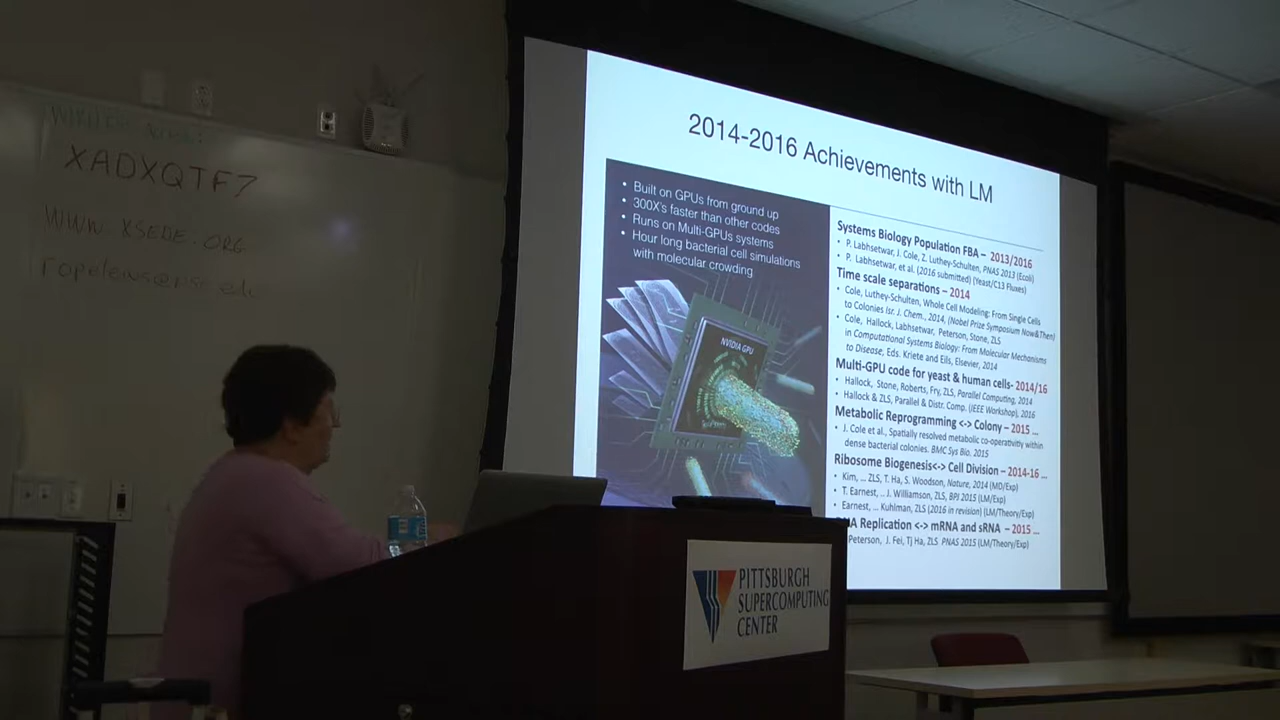 XADXQTF7
WWW.XSEDE.ORG
2014-2016 Achievements with LM
• Built on GPUs from ground up
• 300X's faster than other codes
• Runs on Multi-GPUs systems
• Hour long bacterial cell simulations
with molecular crowding
NVIDIA GPU
Systems Biology Population FBA – 2013/2016
• P. Labhsetwar, J. Cole, Z. Luthey-Schulten, PNAS 2013 (Ecoli)
• P. Labhsetwar, et al. (2016 submitted) (Yeast/C13 Fluxes)
Time scale separations – 2014
• Cole, Luthey-Schulten, Whole Cell Modeling: From Single Cells
to Colonies Isr. J. Chem., 2014, (Nobel Prize Symposium Now&Then)
• Cole, Hallock, Labhsetwar, Peterson, Stone, ZLS
in Computational Systems Biology: From Molecular Mechanisms
to Disease, Eds. Kriete and Eils, Elsevier, 2014
Multi-GPU code for yeast & human cells- 2014/16
• Hallock, Stone, Roberts, Fry, ZLS, Parallel Computing, 2014
• Hallock & ZLS, Parallel & Distr. Comp. (IEEE Workshop), 2016
Metabolic Reprogramming <-> Colony – 2015 ...
• J. Cole et al., Spatially resolved metabolic co-operativity within
dense bacterial colonies. BMC Sys Bio. 2015
Ribosome Biogenesis<-> Cell Division – 2014-16 ...
• Kim, ... ZLS, T. Ha, S. Woodson, Nature, 2014 (MD/Exp)
• T. Earnest, .. J. Williamson, ZLS, BPJ 2015 (LM/Exp)
• Earnest, ... Kuhlman, ZLS (2016 in revision) (LM/Theory/Exp)
Replication <-> mRNA and sRNA – 2015 ...
Peterson, J. Fei, Tj Ha, ZLS PNAS 2015 (LM/Theory/Exp)
PITTSBURGH
SUPERCOMPUTING
CENTER